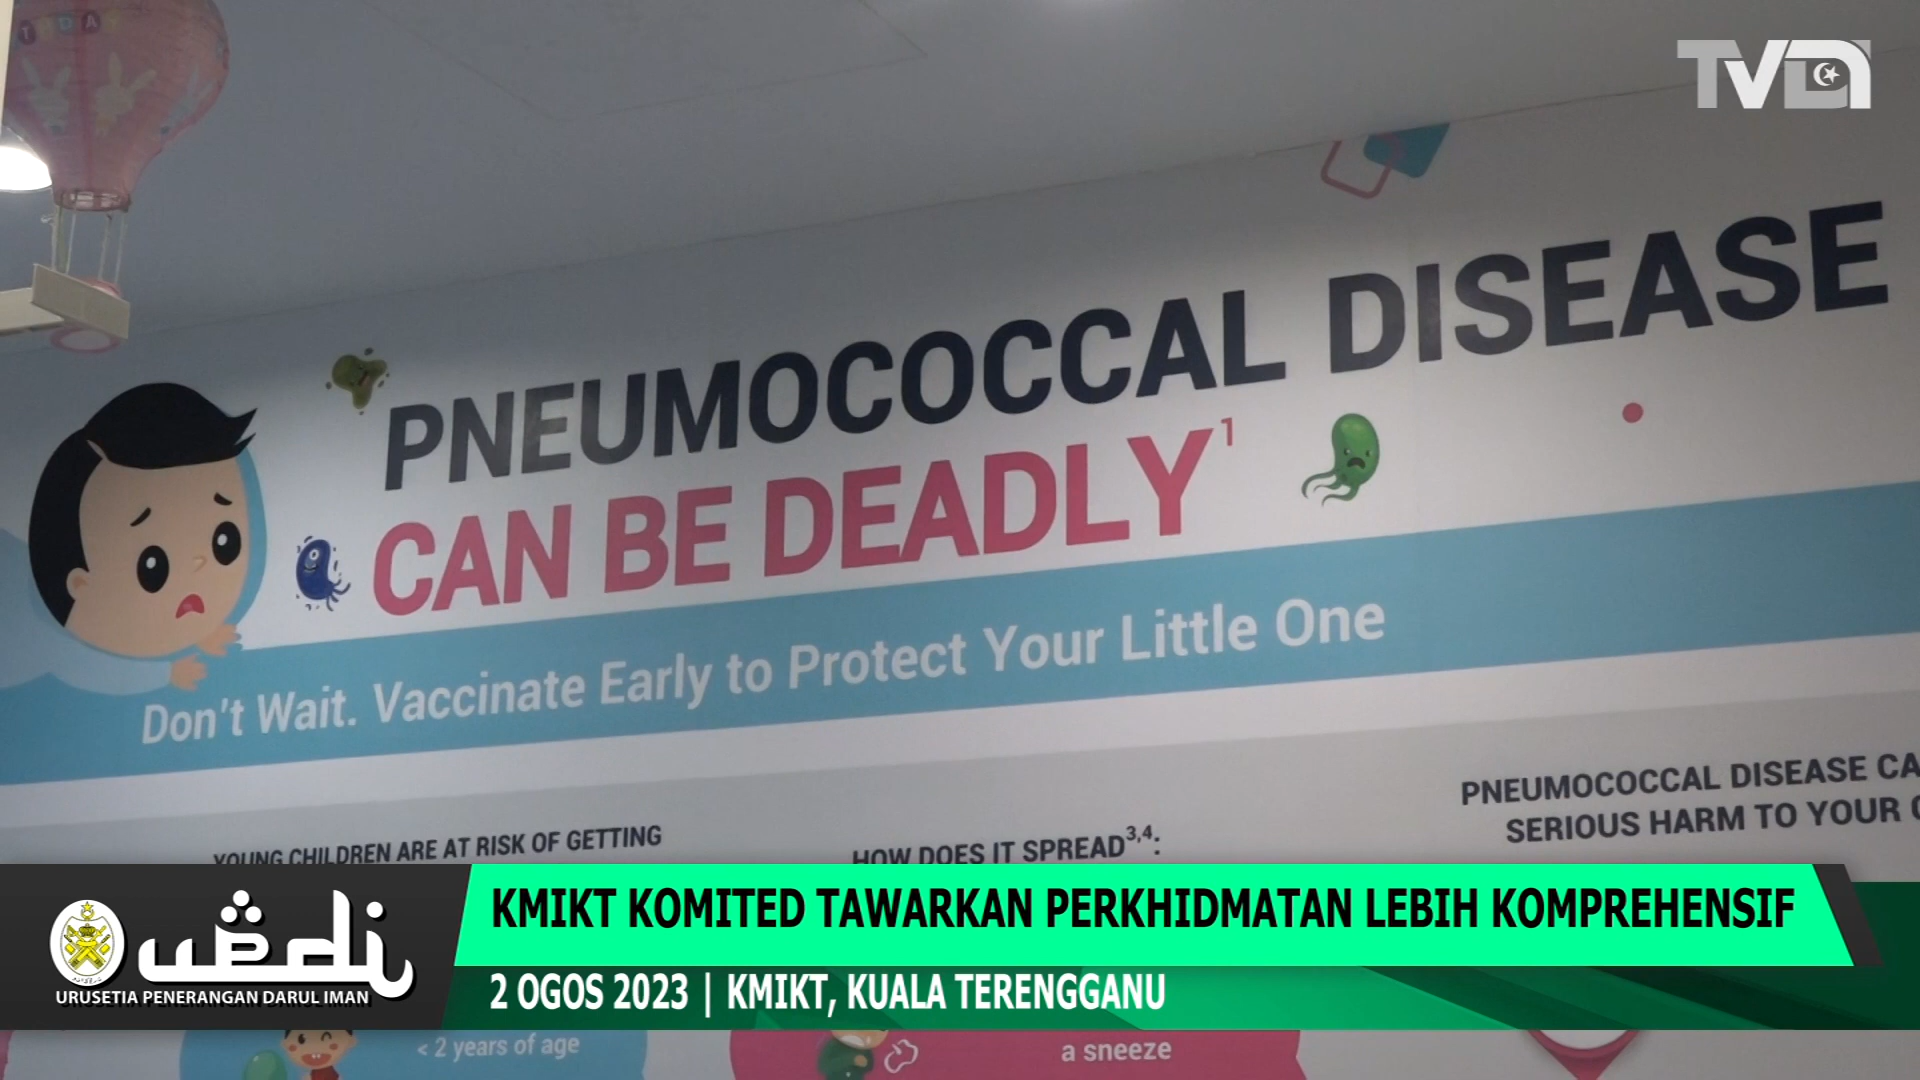 TVDI
PNEUMOCOCCAL DISEASE
CAN BE DEADLY¹
Don't Wait. Vaccinate Early to Protect Your Little One
YOUNG CHILDREN ARE AT RISK OF GETTING
HOW DOES IT SPREAD³,⁴:
PNEUMOCOCCAL DISEASE CA
SERIOUS HARM TO YOUR
KMIKT KOMITED TAWARKAN PERKHIDMATAN LEBIH KOMPREHENSIF
2 OGOS 2023 | KMIKT, KUALA TERENGGANU
URUSETIA PENERANGAN DARUL IMAN
< 2 years of age
a sneeze